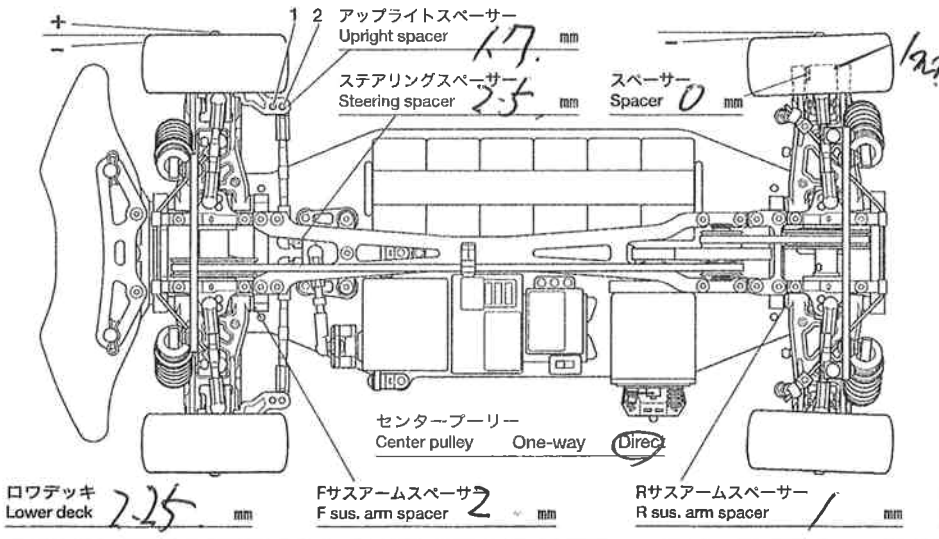 +
-
1 2
アップライトスペーサー
Upright spacer 1.7. mm
ステアリングスペーサー
Steering spacer 2.5 mm
-
スペーサー
Spacer 0 mm
センタープーリー
Center pulley One-way Direct
ロワデッキ
Lower deck 2.25 mm
Fサスアームスペーサー
F sus. arm spacer 2 mm
Rサスアームスペーサー
R sus. arm spacer 1 mm